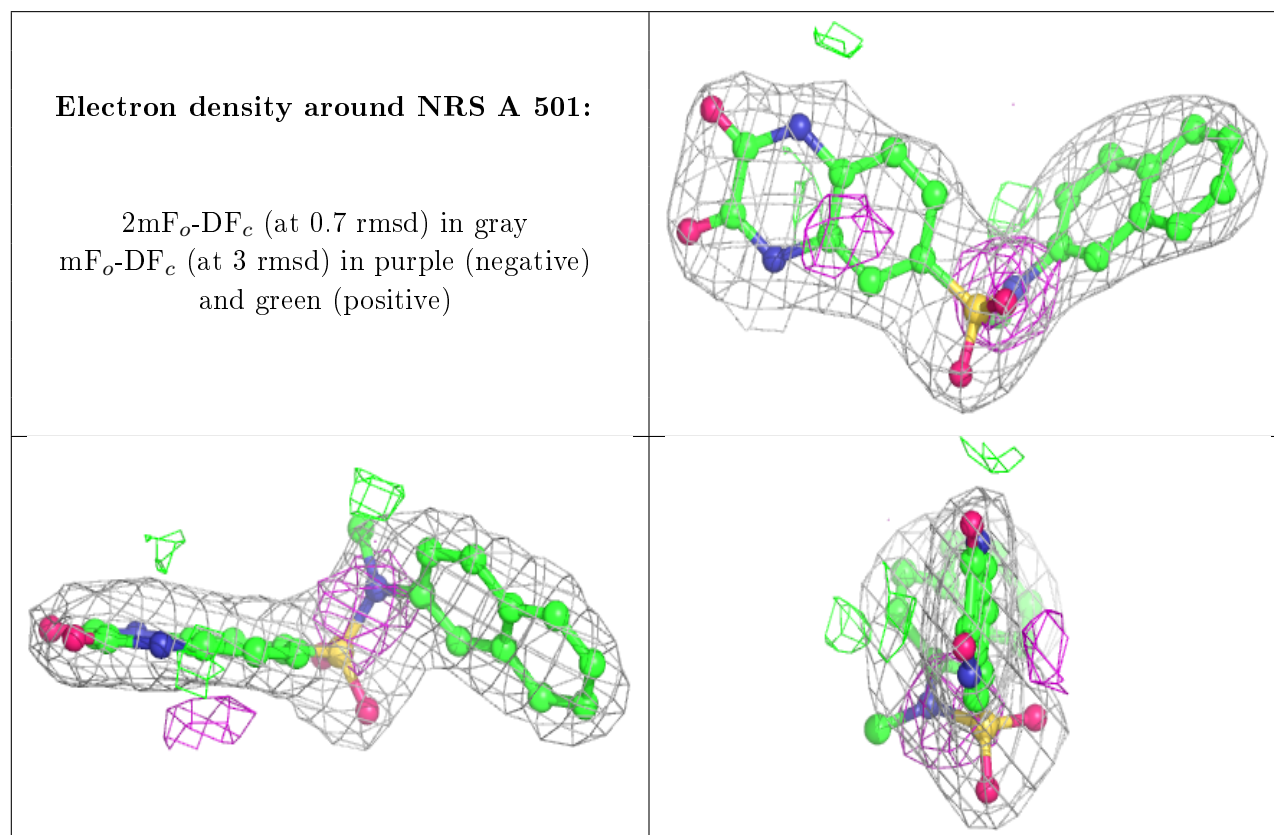 Electron density around NRS A 501:
2mFo-DFc (at 0.7 rmsd) in gray
mFo-DFc (at 3 rmsd) in purple (negative)
and green (positive)